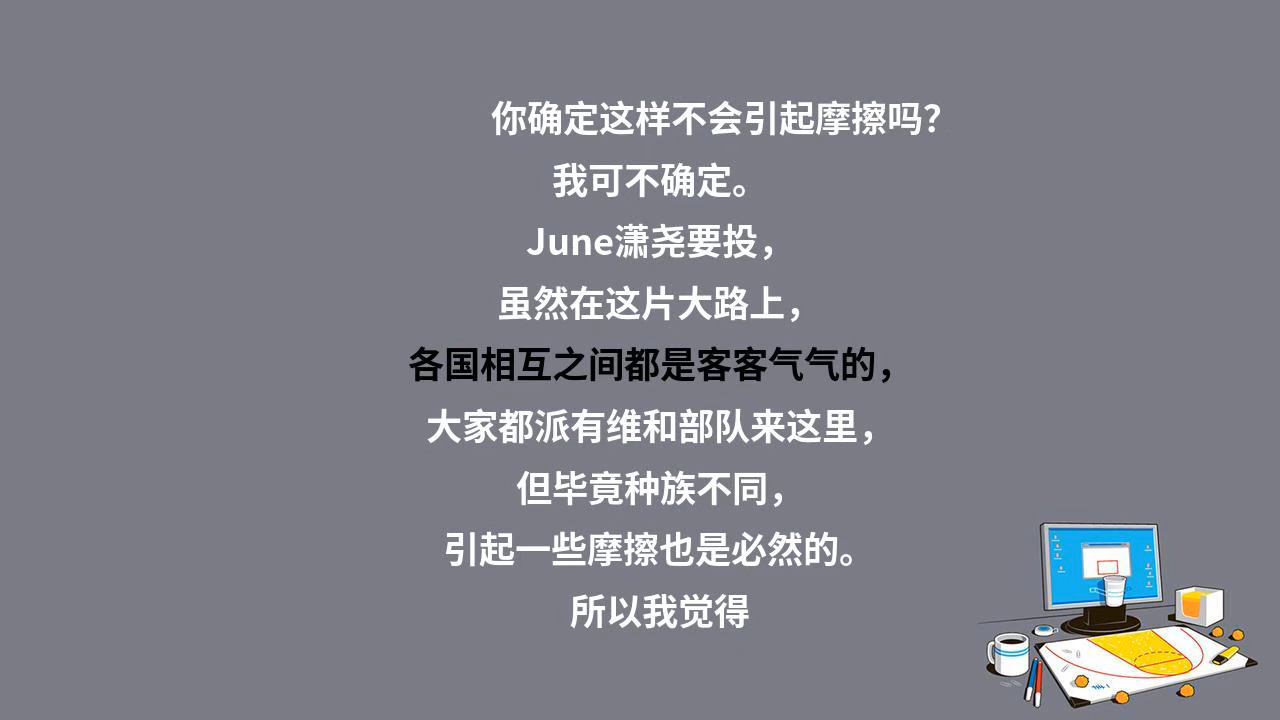 你确定这样不会引起摩擦吗?
我可不确定。
June潇尧要投，
虽然在这片大路上，
各国相互之间都是客客气气的，
大家都派有维和部队来这里，
但毕竟种族不同，
引起一些摩擦也是必然的。
所以我觉得